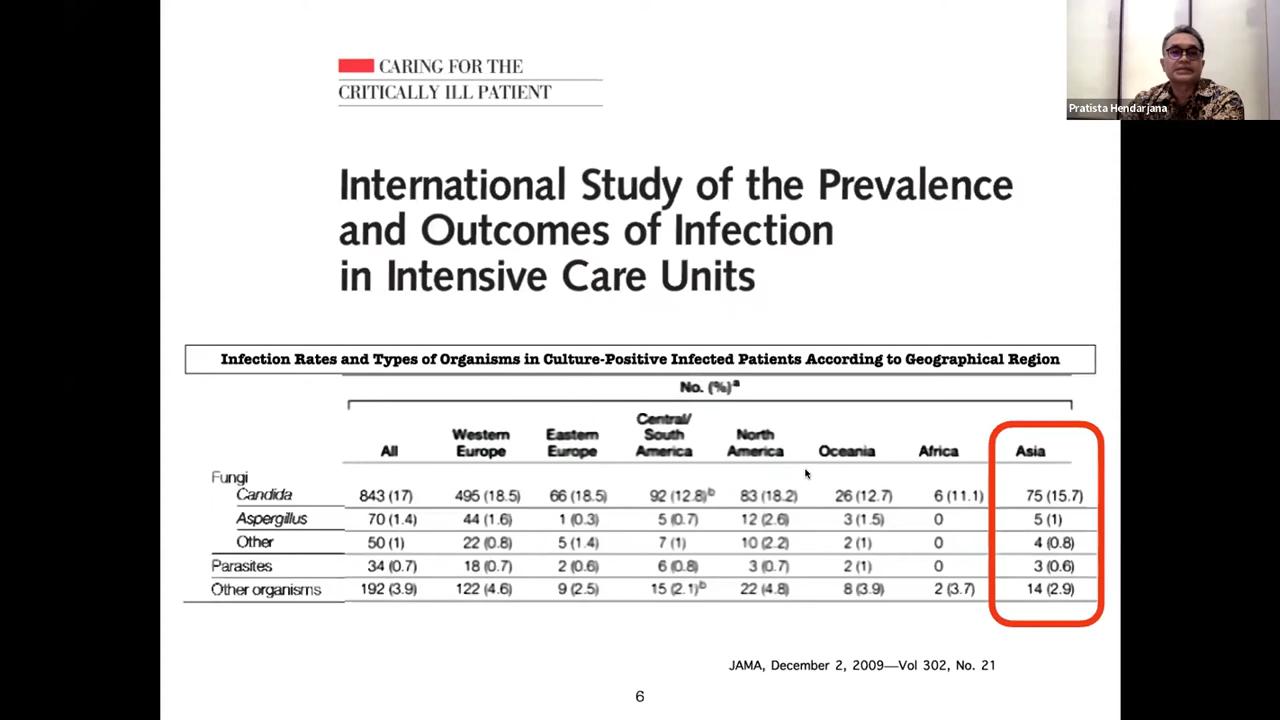 CARING FOR THE
CRITICALLY ILL PATIENT
Pratista Hendarjana
International Study of the Prevalence
and Outcomes of Infection
in Intensive Care Units
Infection Rates and Types of Organisms in Culture-Positive Infected Patients According to Geographical Region
No. (%)a
All Western Europe Eastern Europe Central/ South America North America Oceania Africa Asia
Fungi
Candida 843 (17) 495 (18.5) 66 (18.5) 92 (12.8)b 83 (18.2) 26 (12.7) 6 (11.1) 75 (15.7)
Aspergillus 70 (1.4) 44 (1.6) 1 (0.3) 5 (0.7) 12 (2.6) 3 (1.5) 0 5 (1)
Other 50 (1) 22 (0.8) 5 (1.4) 7 (1) 10 (2.2) 2 (1) 0 4 (0.8)
Parasites 34 (0.7) 18 (0.7) 2 (0.6) 6 (0.8) 3 (0.7) 2 (1) 0 3 (0.6)
Other organisms 192 (3.9) 122 (4.6) 9 (2.5) 15 (2.1)b 22 (4.8) 8 (3.9) 2 (3.7) 14 (2.9)
JAMA, December 2, 2009—Vol 302, No. 21
6